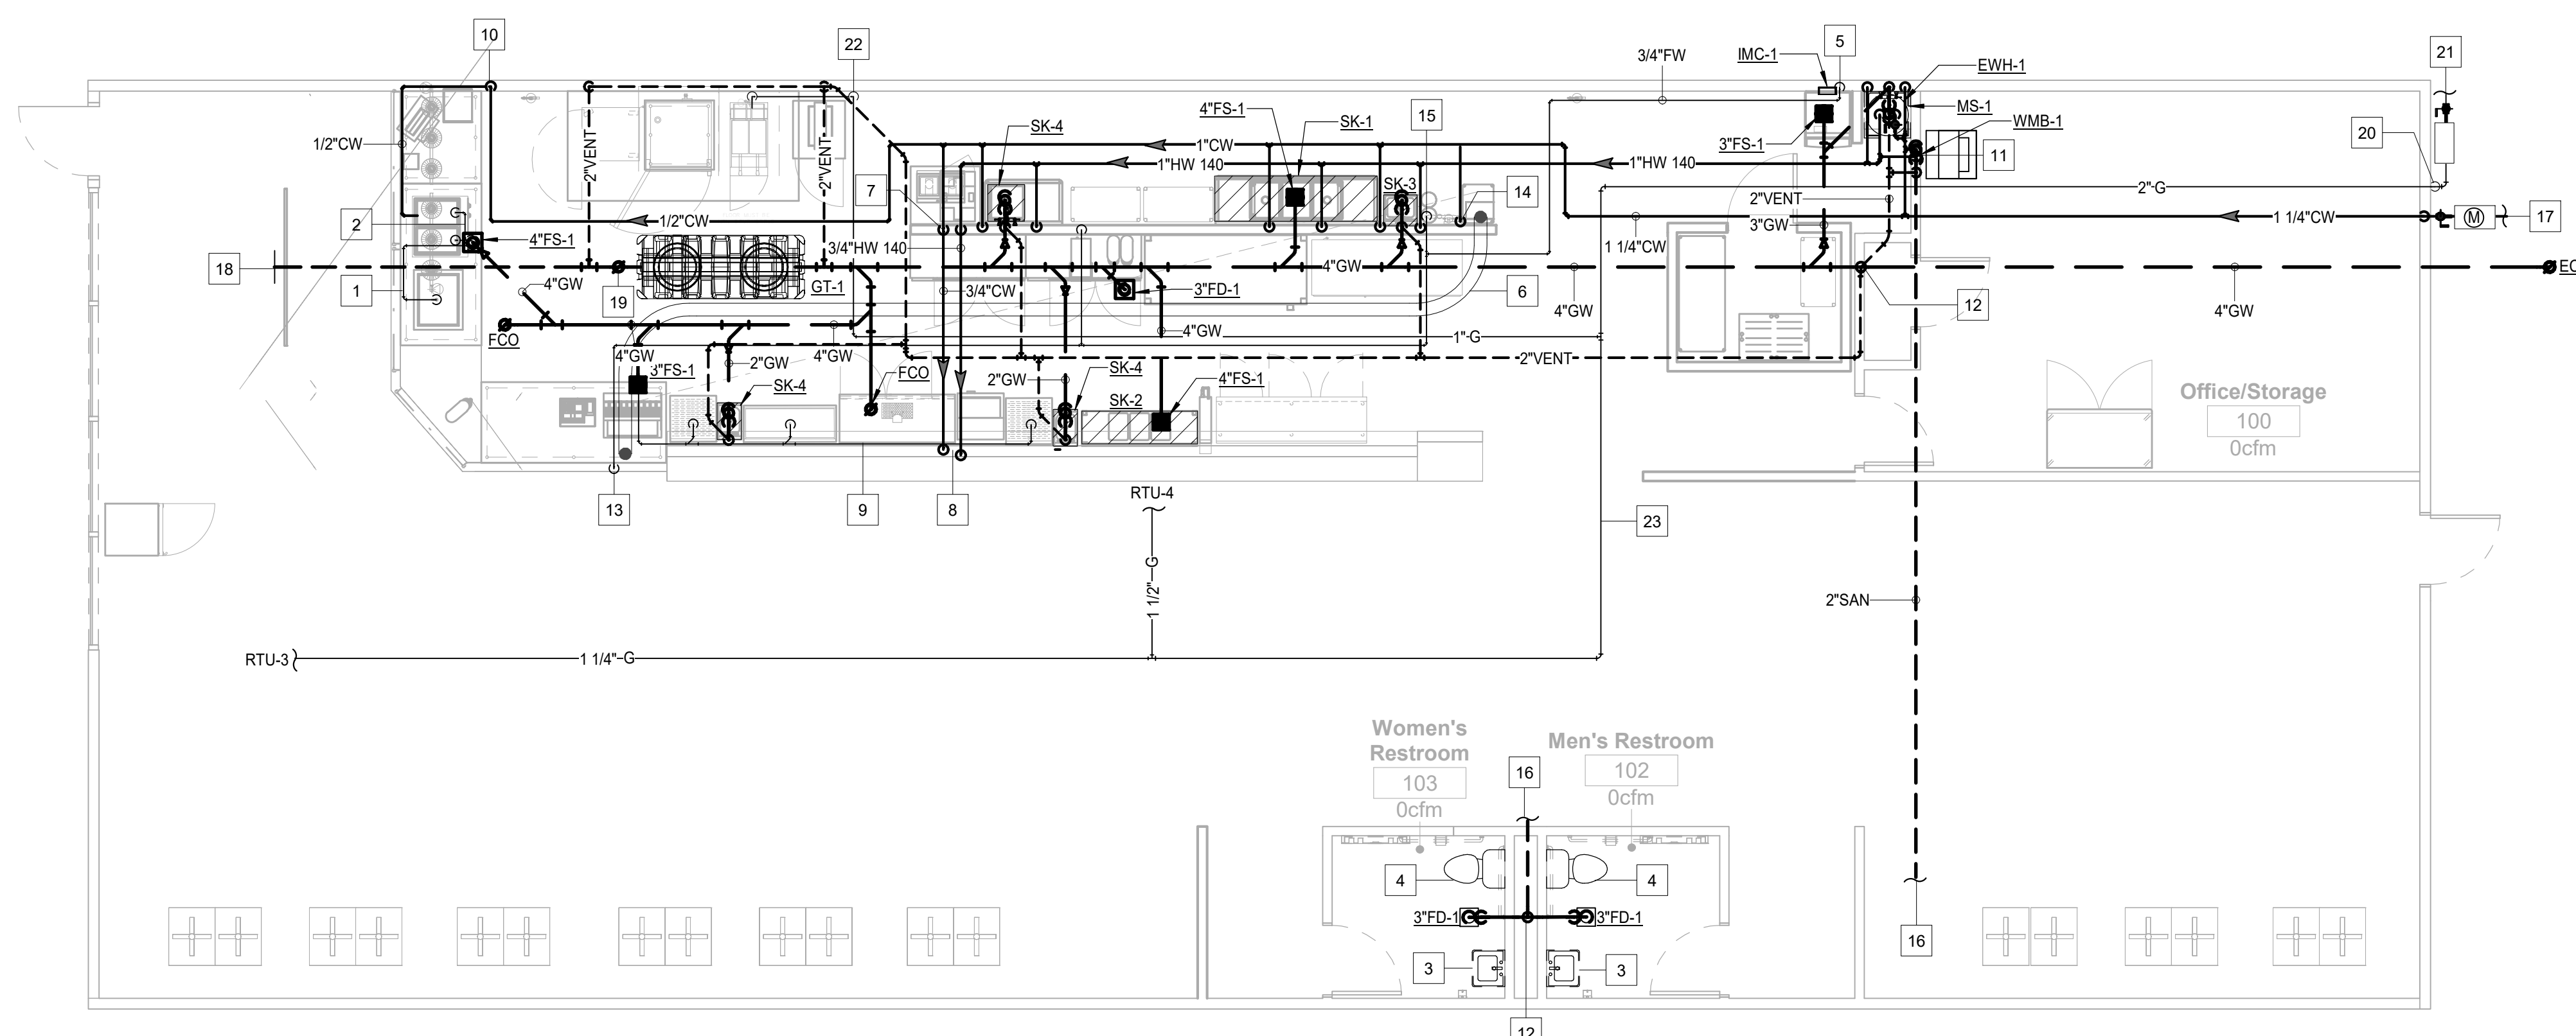 10
22
5
21
3/4"FW
IMC-1
EWH-1
4"FS-1
SK-1
15
MS-1
SK-4
WMB-1
20
1/2"CW
2"VENT
2"VENT
1"CW
3"FS-1
11
1"HW 140
1"HW 140
7
SK-3
14
2"-G
2"VENT
2
1/2"CW
3"GW
1 1/4"CW
M
17
4"FS-1
3/4"HW 140
1 1/4"CW
18
4"GW
4"GW
1
GT-1
3"FD-1
3/4"CW
6
4"GW
12
4"GW
19
FCO
4"GW
1"-G
4"GW
4"GW
2"VENT
2"GW
3"FS-1
FCO
2"GW
SK-4
4"FS-1
SK-4
SK-2
Office/Storage
100
0cfm
13
9
8
RTU-4
23
1 1/2"-G
2"SAN
RTU-3
1 1/4"-G
Women's
Restroom
103
0cfm
Men's Restroom
102
0cfm
16
4
4
3"FD-1
3"FD-1
16
3
3
12